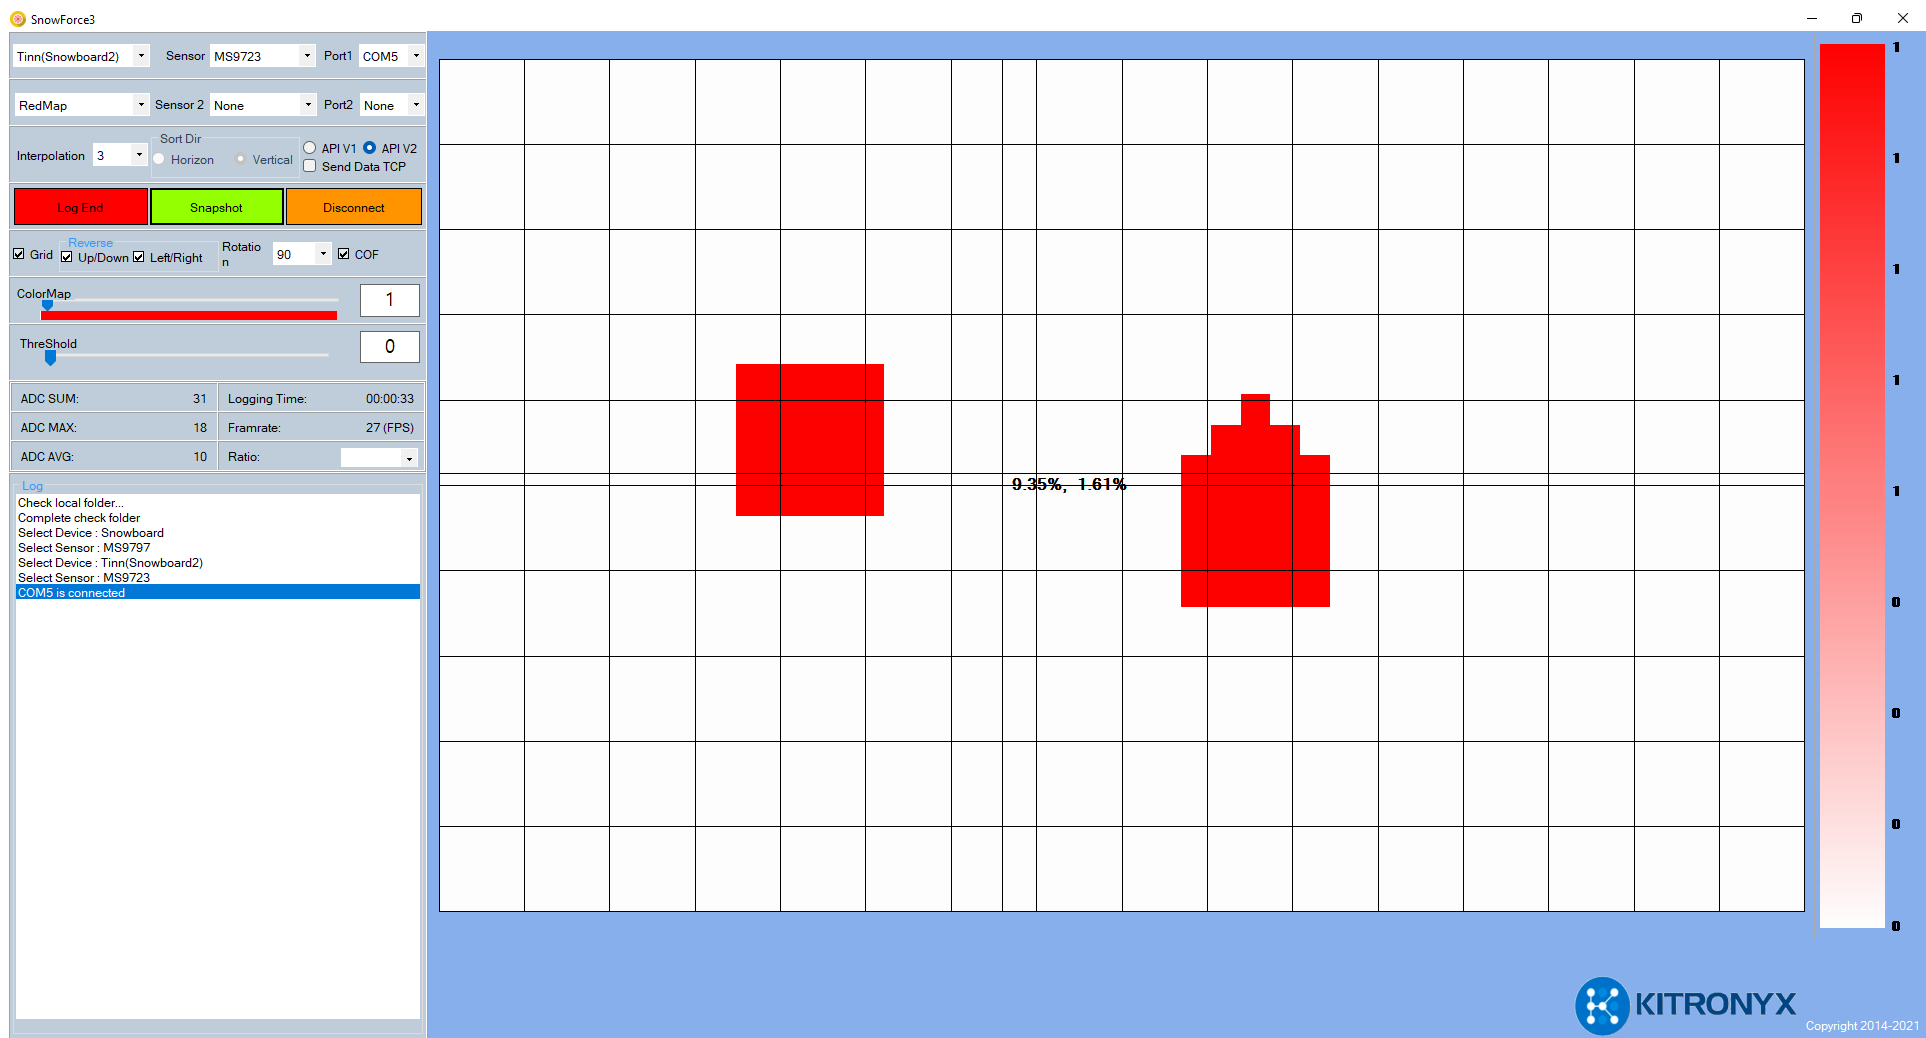 SnowForce3
Tinn(Snowboard2) Sensor MS9723 Port1 COM5
RedMap Sensor 2 None Port2 None
Sort Dir
Interpolation 3 Horizon Vertical API V1 API V2
Send Data TCP
Log End Snapshot Disconnect
Grid Reverse Up/Down Left/Right Rotatio
n 90 COF
ColorMap 1
ThreShold 0
ADC SUM: 31 Logging Time: 00:00:33
ADC MAX: 18 Framrate: 27 (FPS)
ADC AVG: 10 Ratio:
Log
Check local folder...
Complete check folder
Select Device : Snowboard
Select Sensor : MS9797
Select Device : Tinn(Snowboard2)
Select Sensor : MS9723
COM5 is connected
9.35%, 1.61%
1
1
1
1
1
0
0
0
0
KITRONYX
Copyright 2014-2021